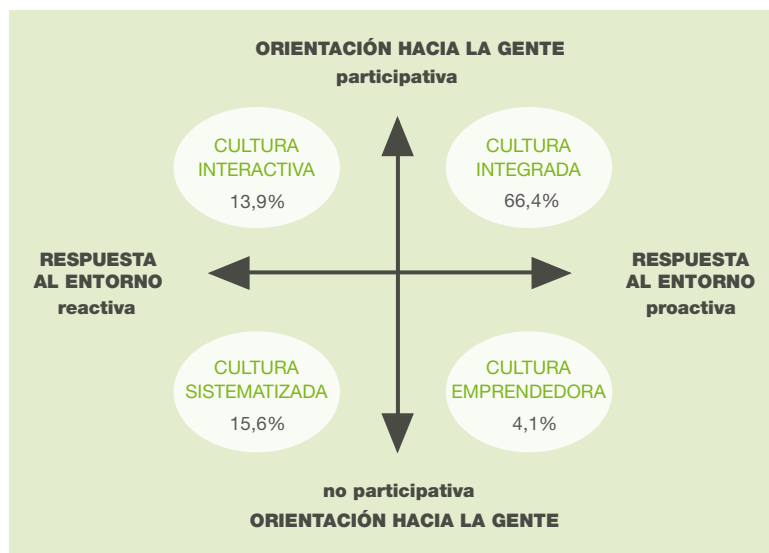 ORIENTACIÓN HACIA LA GENTE
participativa
CULTURA
INTERACTIVA
13,9%
CULTURA
INTEGRADA
66,4%
RESPUESTA
AL ENTORNO
reactiva
RESPUESTA
AL ENTORNO
proactiva
CULTURA
SISTEMATIZADA
15,6%
CULTURA
EMPRENDEDORA
4,1%
no participativa
ORIENTACIÓN HACIA LA GENTE